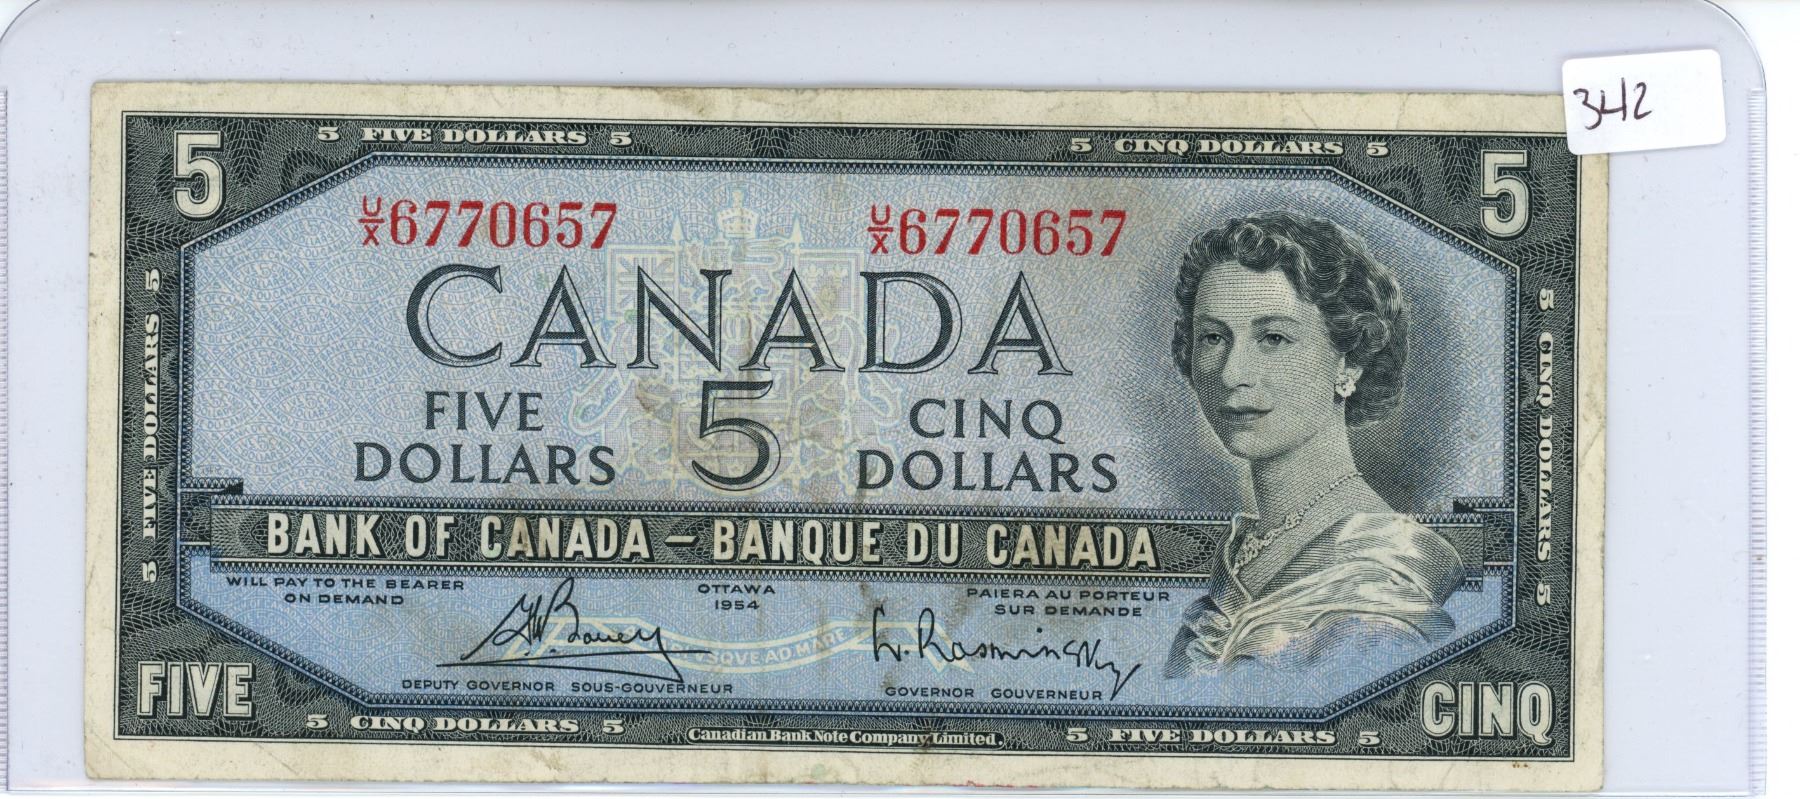 342
5 FIVE DOLLARS 5
5 CINQ DOLLARS 5
5
5
U/X 6770657
U/X 6770657
CANADA
FIVE
DOLLARS
5
CINQ
DOLLARS
5 FIVE DOLLARS 5
5 CINQ DOLLARS 5
BANK OF CANADA – BANQUE DU CANADA
WILL PAY TO THE BEARER
ON DEMAND
OTTAWA
1954
PAIERA AU PORTEUR
SUR DEMANDE
L. Rasminsky
DEPUTY GOVERNOR SOUS-GOUVERNEUR
GOVERNOR GOUVERNEUR
FIVE
CINQ
5 CINQ DOLLARS 5
Canadian Bank Note Company, Limited.
5 FIVE DOLLARS 5